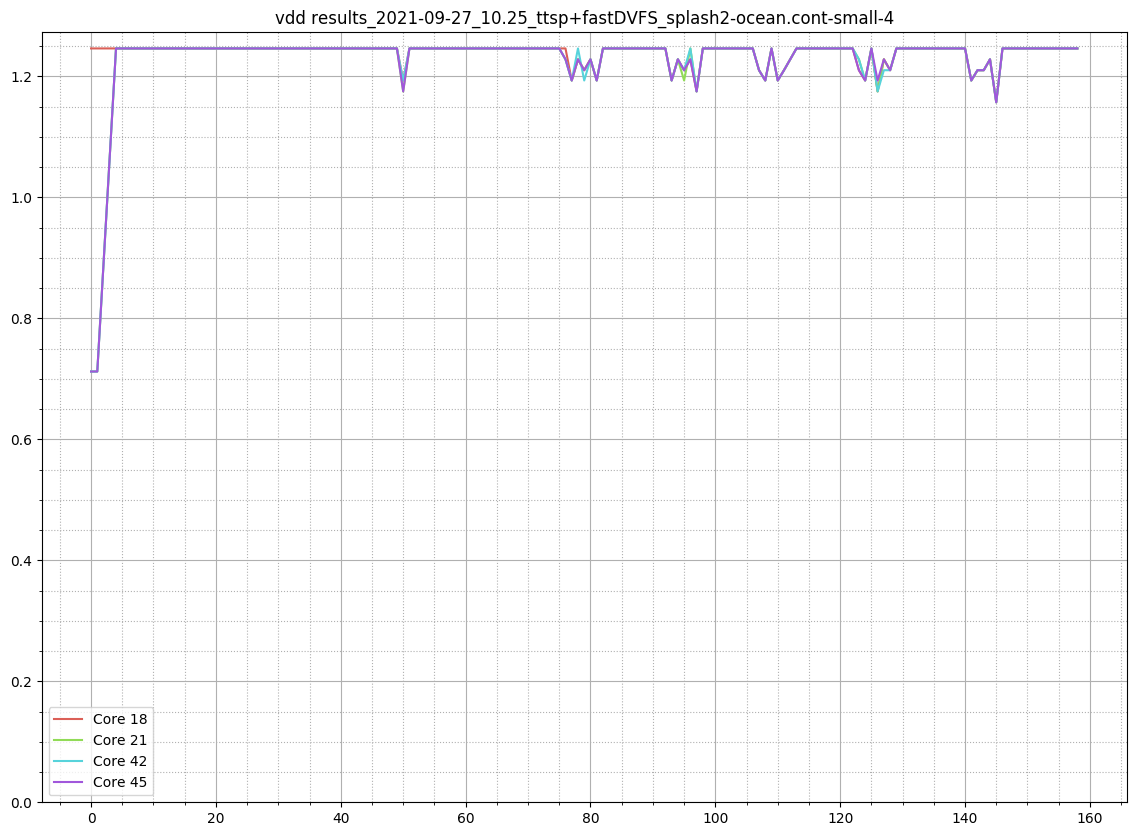 vdd results_2021-09-27_10.25_ttsp+fastDVFS_splash2-ocean.cont-small-4
1.2
1.0
0.8
0.6
0.4
0.2
0.0
Core 18
Core 21
Core 42
Core 45
0 20 40 60 80 100 120 140 160